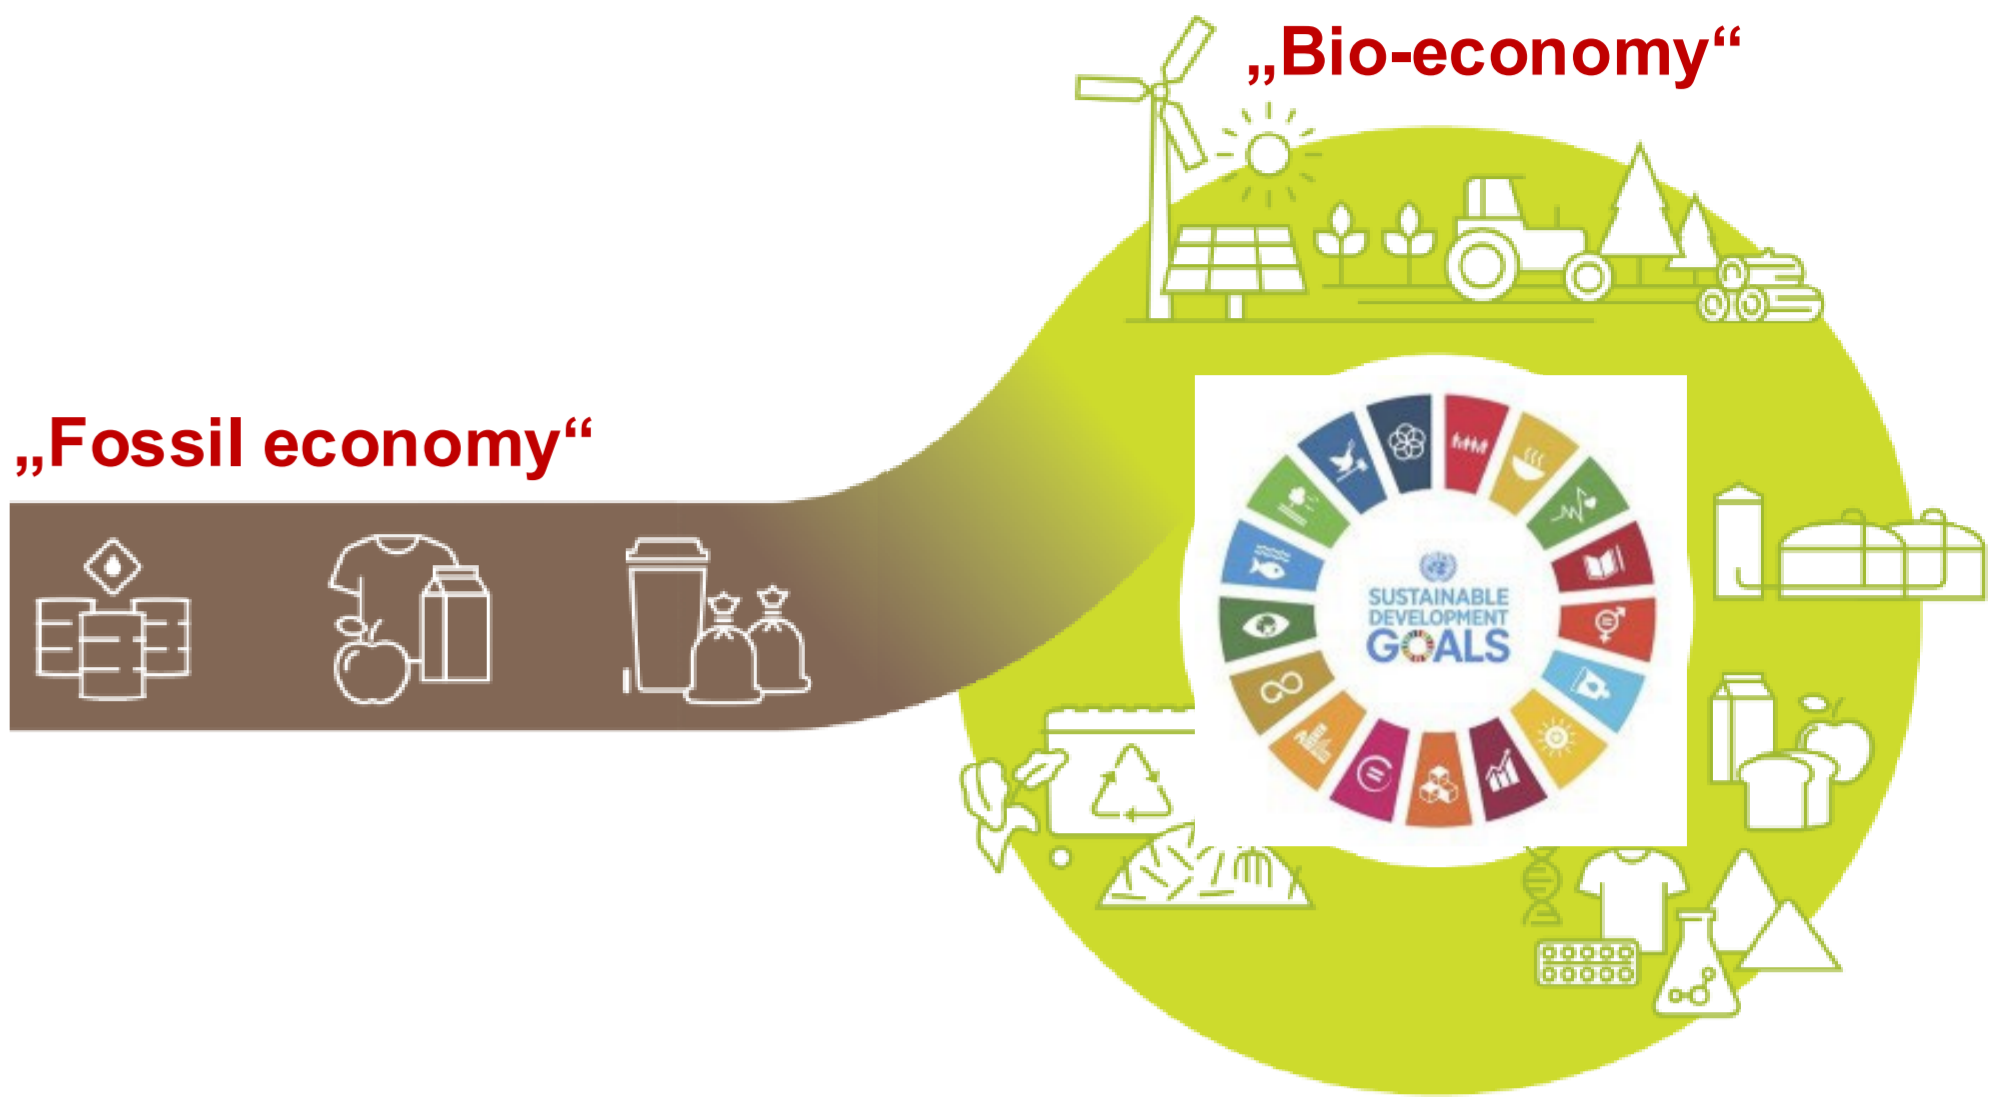 „Bio-economy“
„Fossil economy“
SUSTAINABLE
DEVELOPMENT
GOALS